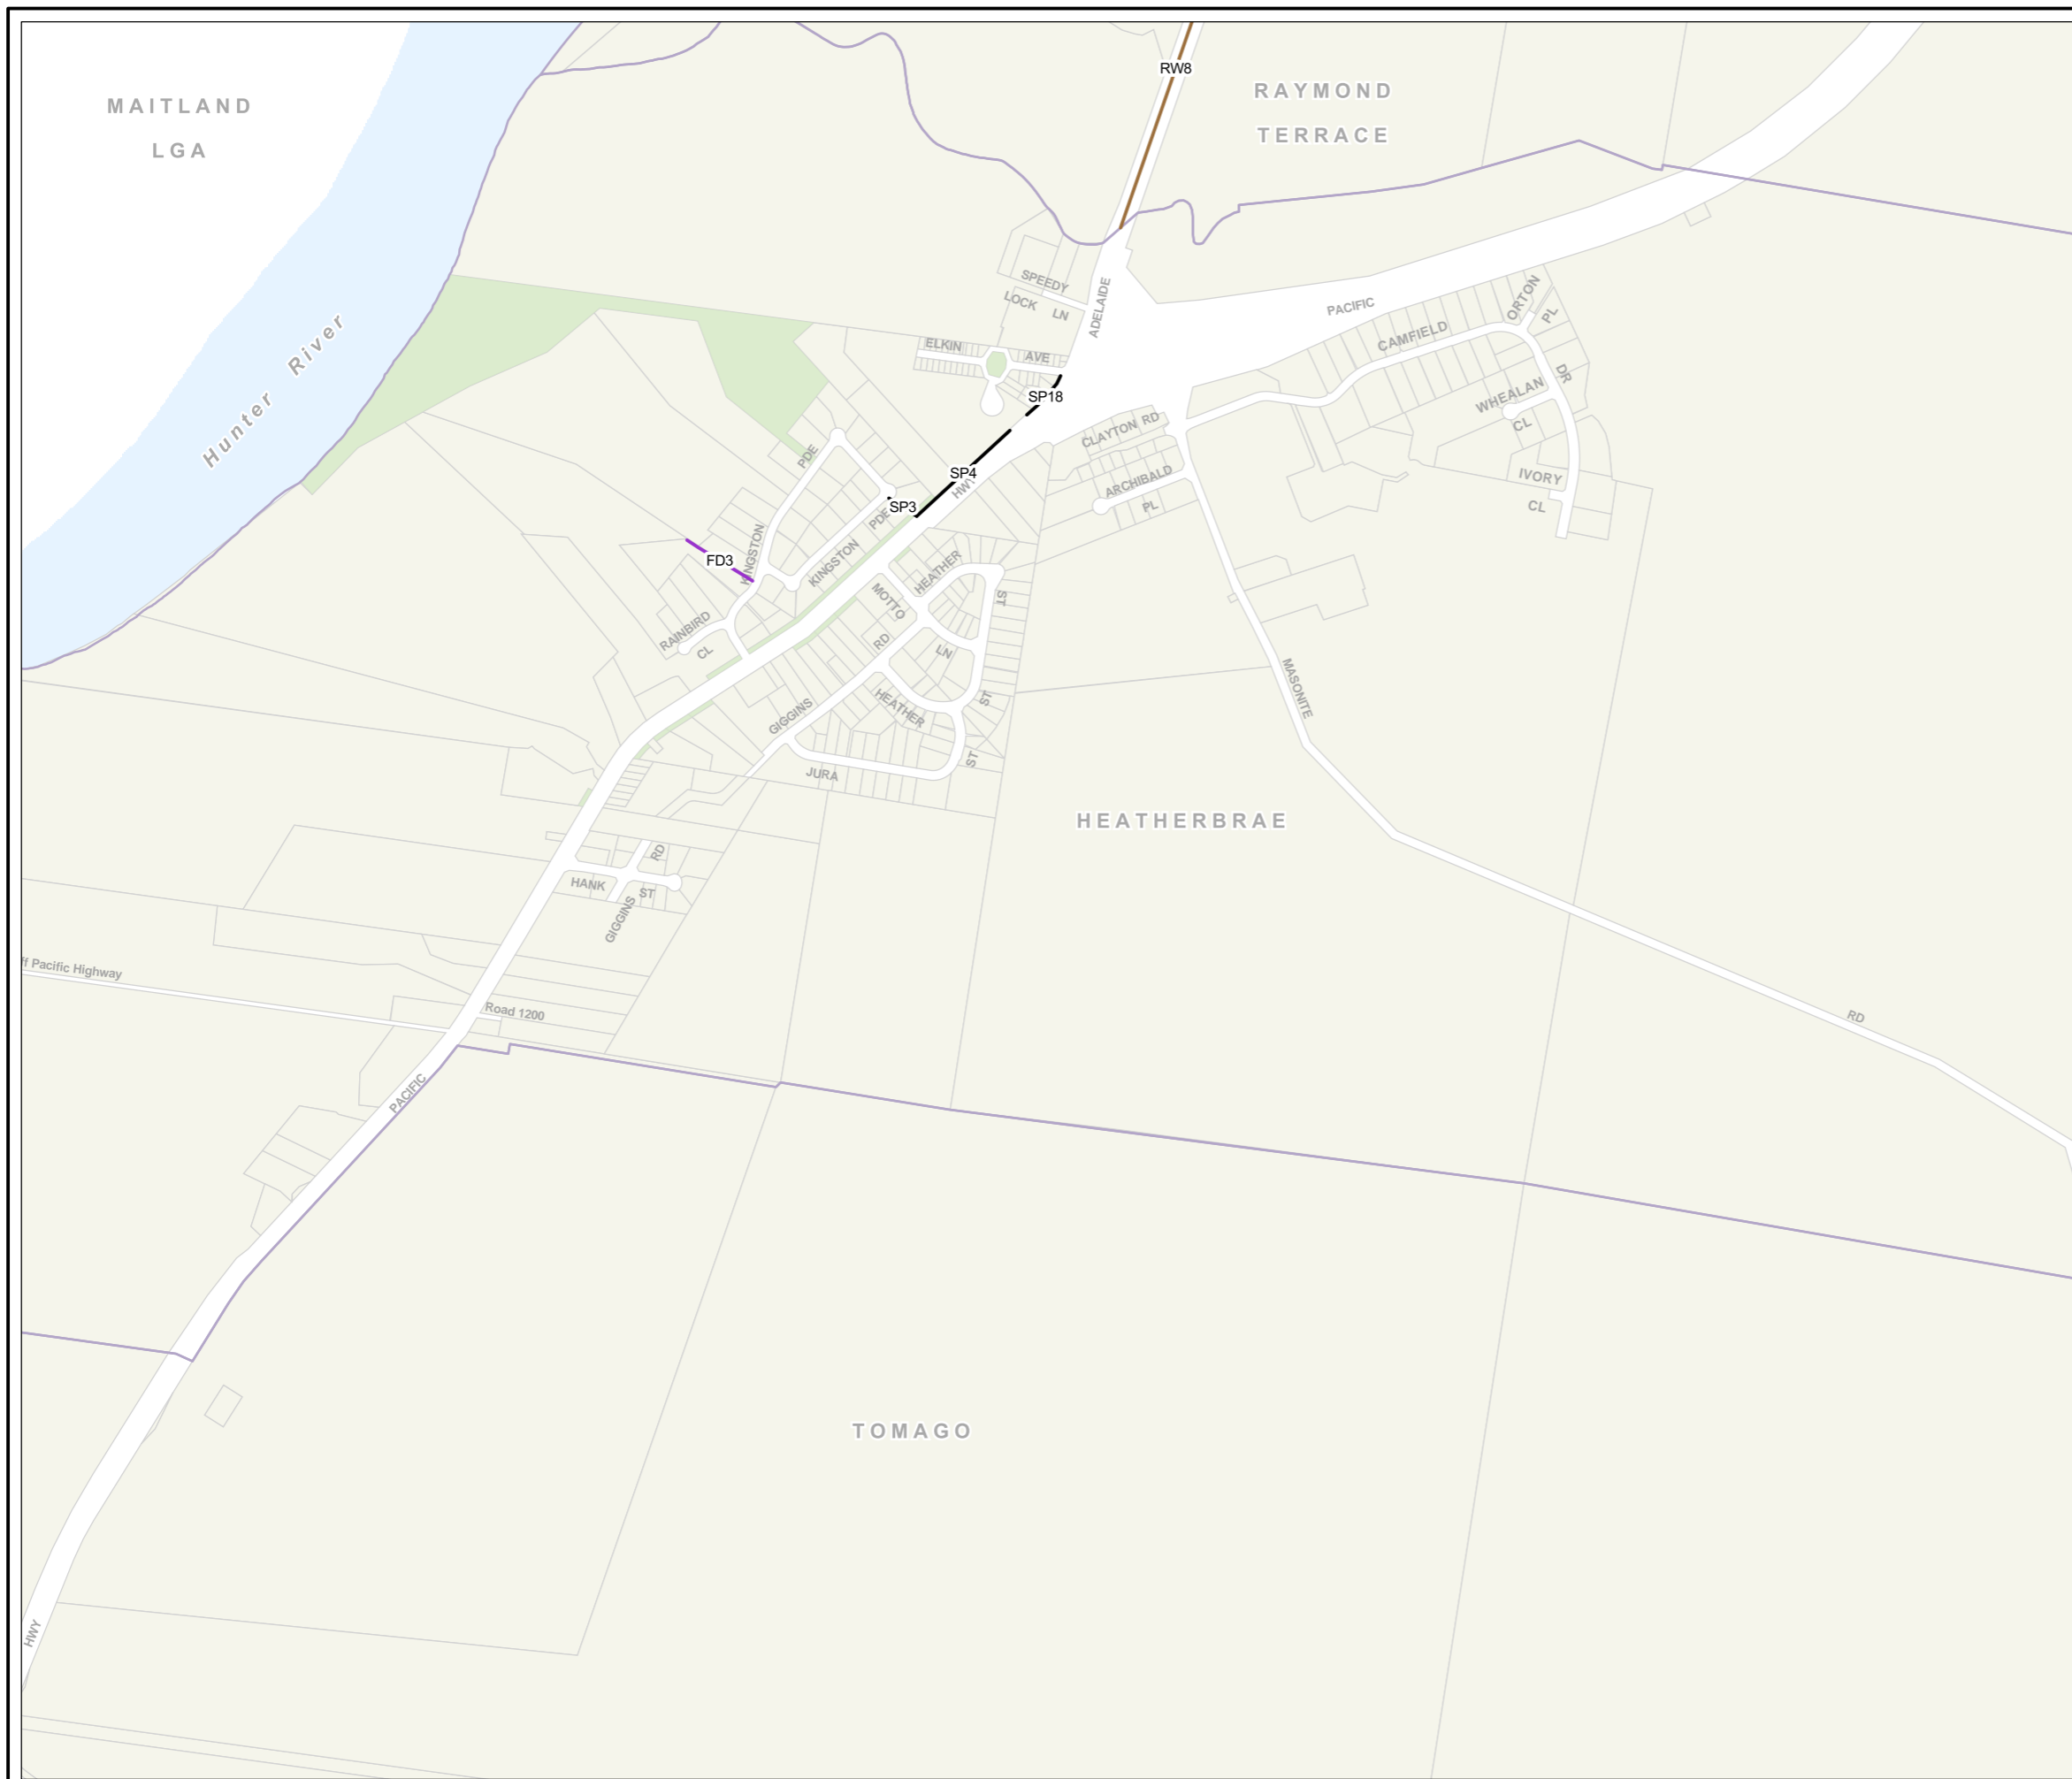 MAITLAND
LGA
RW8
RAYMOND
TERRACE
Hunter River
SPEEDY
LOCK LN
ADELAIDE
PACIFIC
ORTON
PL
CAMFIELD
DR
ELKIN
AVE
SP18
WHEALAN
CL
CLAYTON RD
PDE
SP4
HWY
ARCHIBALD
PL
IVORY
CL
SP3
PDE
KINGSTON
FD3
KINGSTON
HEATHER
ST
MOTTO
RAINBIRD
CL
RD
LN
MASONITE
HEATHER
ST
GIGGINS
ST
JURA
HEATHERBRAE
RD
HANK
ST
GIGGINS
ff Pacific Highway
Road 1200
RD
PACIFIC
TOMAGO
HWY